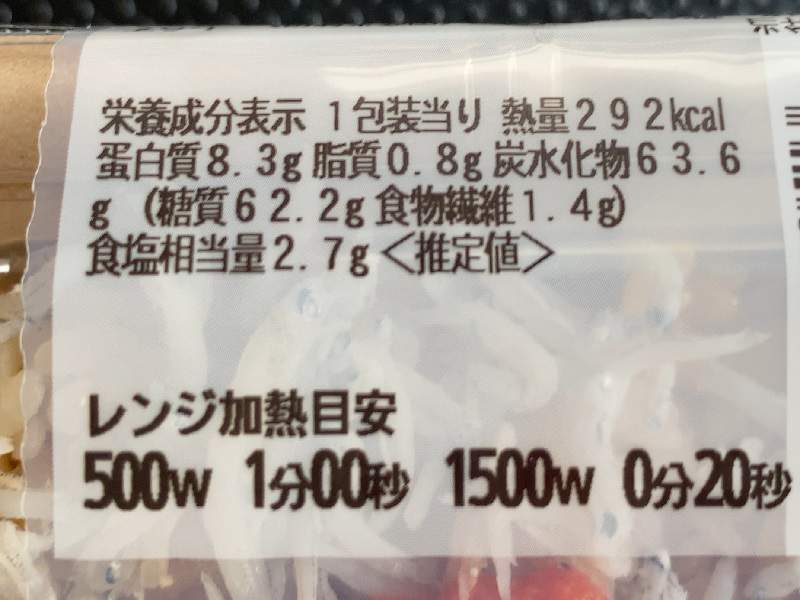 栄養成分表示 1包装当り 熱量292kcal
蛋白質8.3g 脂質0.8g 炭水化物63.6
g (糖質62.2g 食物繊維1.4g)
食塩相当量2.7g <推定値>
レンジ加熱目安
500W 1分00秒 1500W 0分20秒